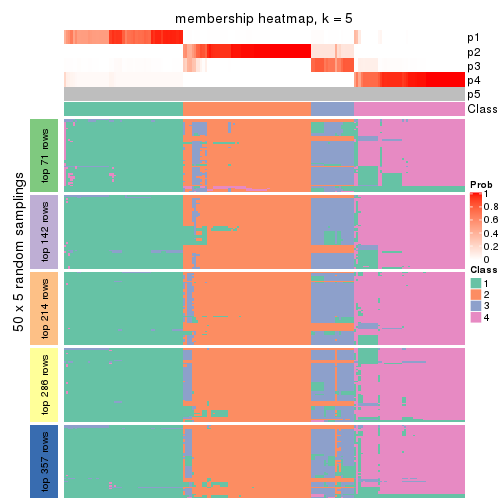 membership heatmap, k = 5
p1
p2
p3
p4
p5
Class
50 x 5 random samplings
top 71 rows
top 142 rows
top 214 rows
top 286 rows
top 357 rows
Prob
1
0.8
0.6
0.4
0.2
0
Class
1
2
3
4